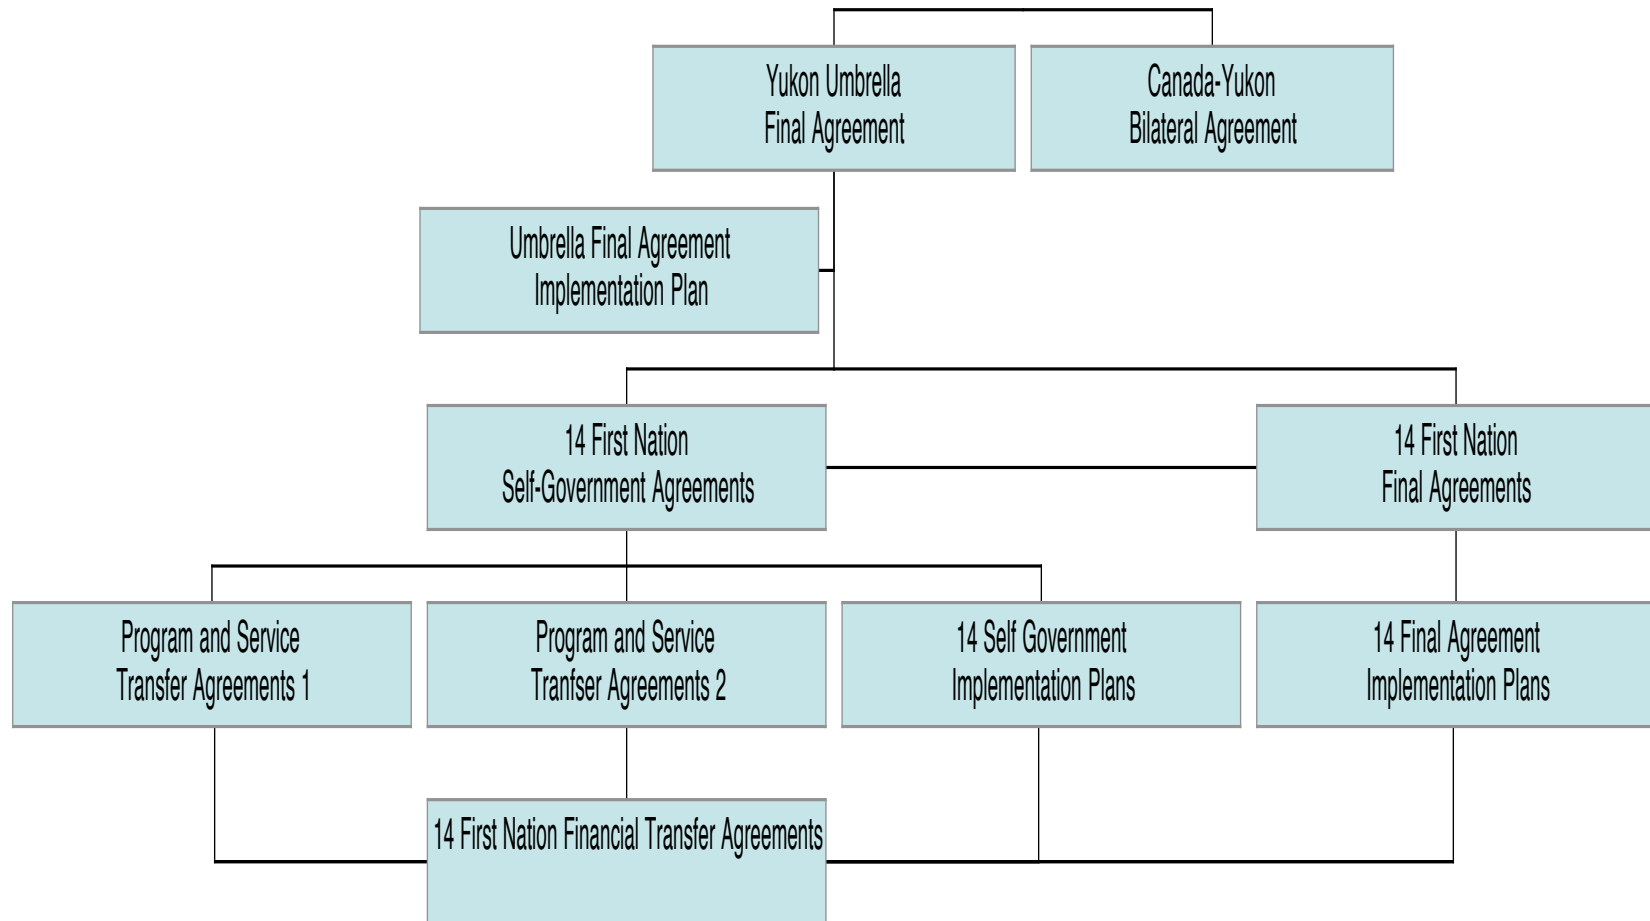 Yukon Umbrella
Final Agreement
Canada-Yukon
Bilateral Agreement
Umbrella Final Agreement
Implementation Plan
14 First Nation
Self-Government Agreements
14 First Nation
Final Agreements
Program and Service
Transfer Agreements 1
Program and Service
Tranfser Agreements 2
14 Self Government
Implementation Plans
14 Final Agreement
Implementation Plans
14 First Nation Financial Transfer Agreements